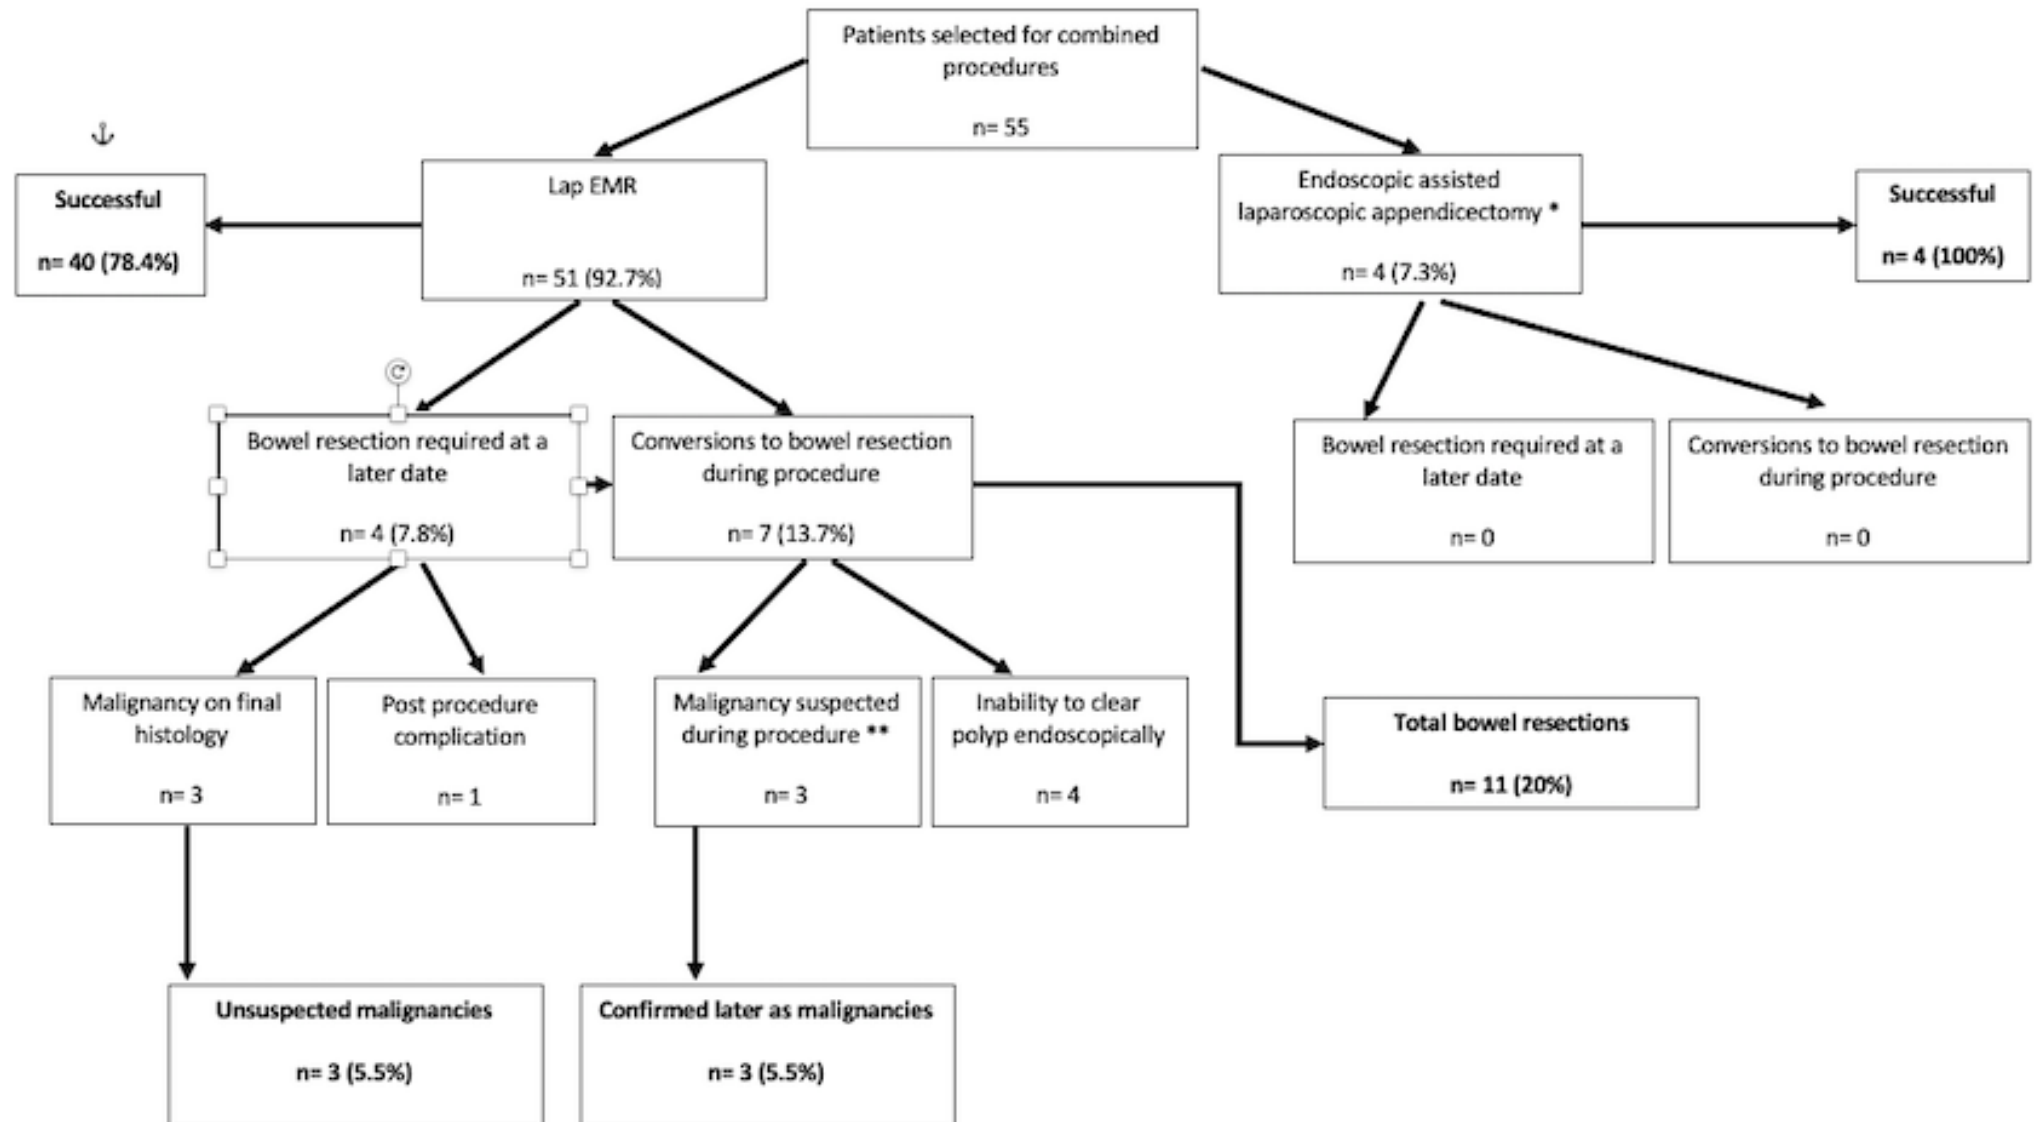 Patients selected for combined
procedures
n= 55
Successful
n= 40 (78.4%)
Lap EMR
n= 51 (92.7%)
Endoscopic assisted
laparoscopic appendicectomy *
n= 4 (7.3%)
Successful
n= 4 (100%)
Bowel resection required at a
later date
n= 4 (7.8%)
Conversions to bowel resection
during procedure
n= 7 (13.7%)
Bowel resection required at a
later date
n= 0
Conversions to bowel resection
during procedure
n= 0
Malignancy on final
histology
n= 3
Post procedure
complication
n= 1
Malignancy suspected
during procedure **
n= 3
Inability to clear
polyp endoscopically
n= 4
Total bowel resections
n= 11 (20%)
Unsuspected malignancies
n= 3 (5.5%)
Confirmed later as malignancies
n= 3 (5.5%)